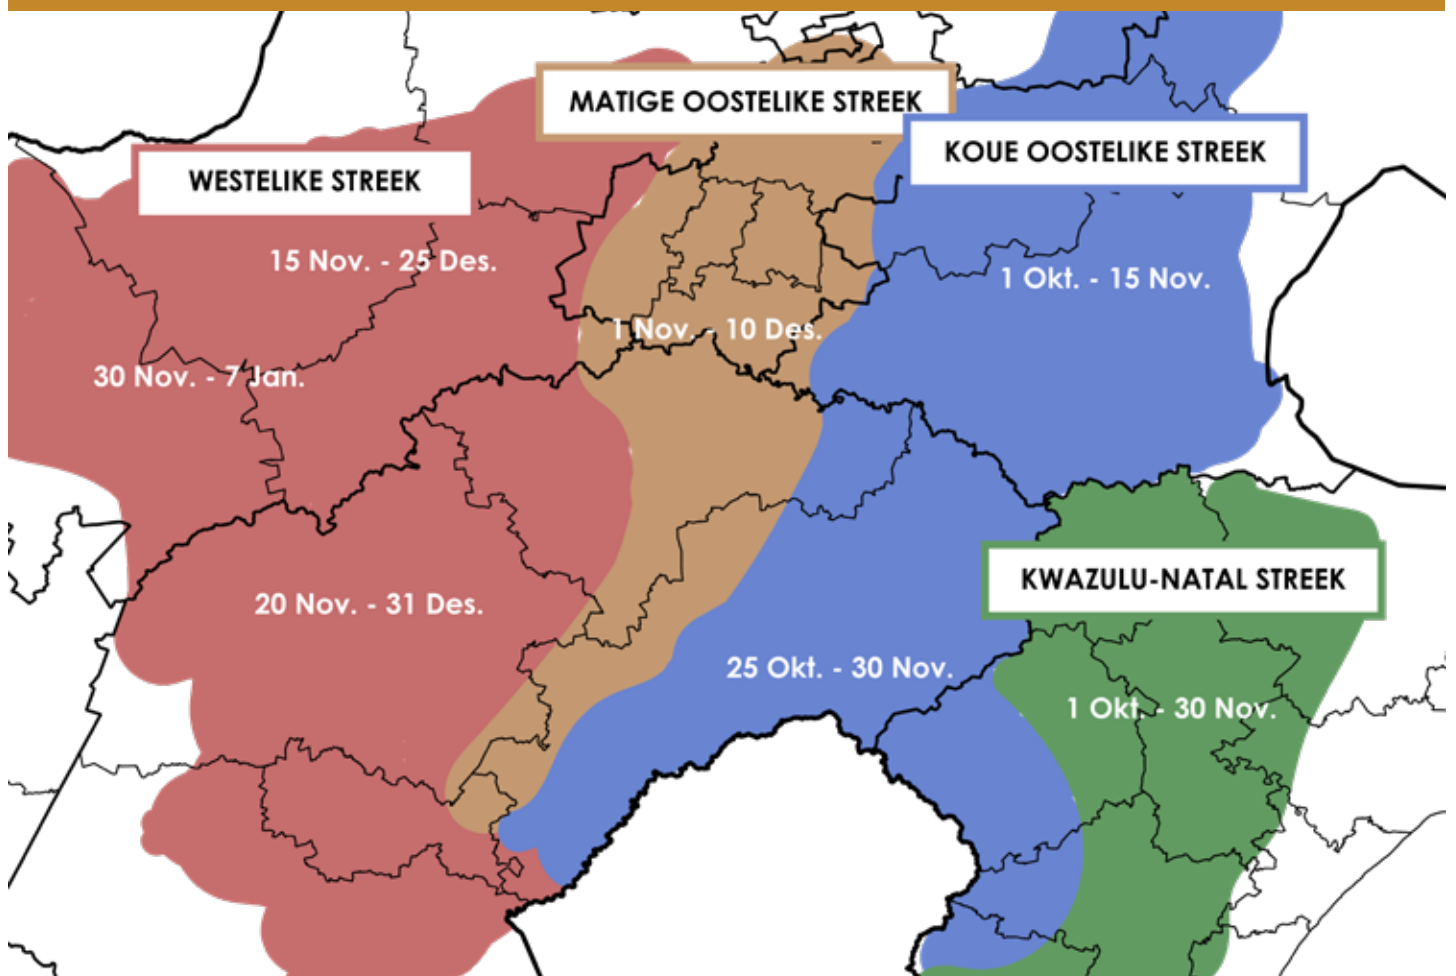 MATIGE OOSTELIKE STREEK
KOUE OOSTELIKE STREEK
WESTELIKE STREEK
15 Nov. - 25 Des.
1 Okt. - 15 Nov.
1 Nov. - 10 Des.
30 Nov. - 7 Jan.
KWAZULU-NATAL STREEK
20 Nov. - 31 Des.
25 Okt. - 30 Nov.
1 Okt. - 30 Nov.